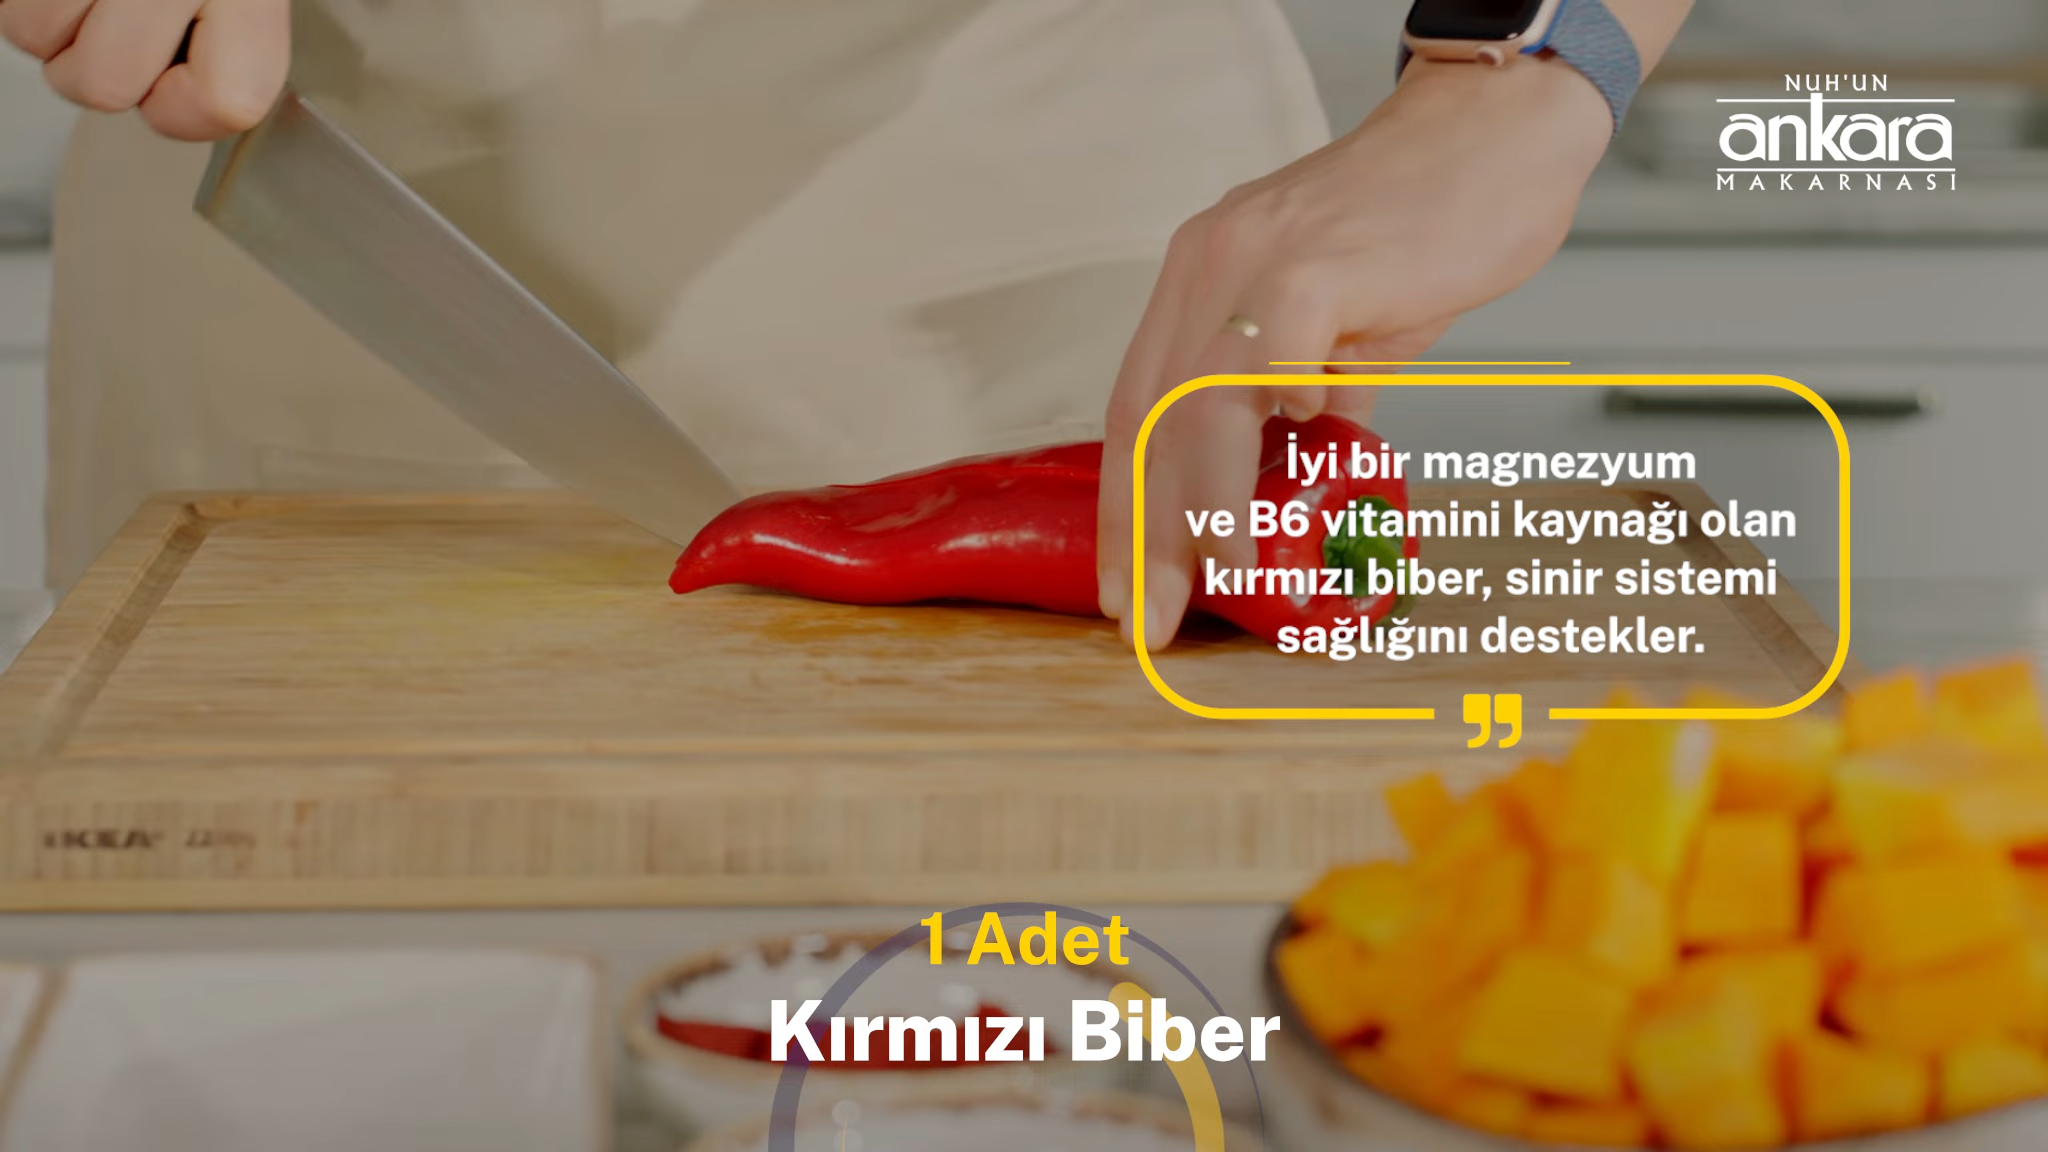 NUH'UN
ankara
MAKARNASI
İyi bir magnezyum
ve B6 vitamini kaynağı olan
kırmızı biber, sinir sistemi
sağlığını destekler.
IKEA
1 Adet
Kırmızı Biber